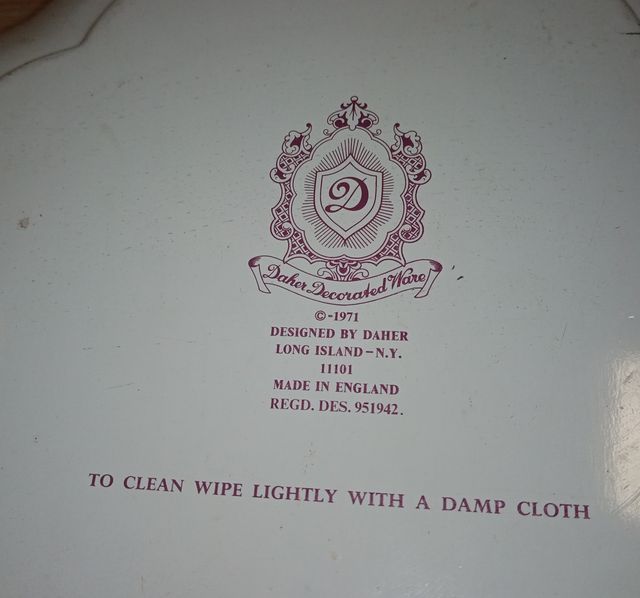 D
Daher Decorated Ware
©-1971
DESIGNED BY DAHER
LONG ISLAND-N.Y.
11101
MADE IN ENGLAND
REGD. DES. 951942.
TO CLEAN WIPE LIGHTLY WITH A DAMP CLOTH